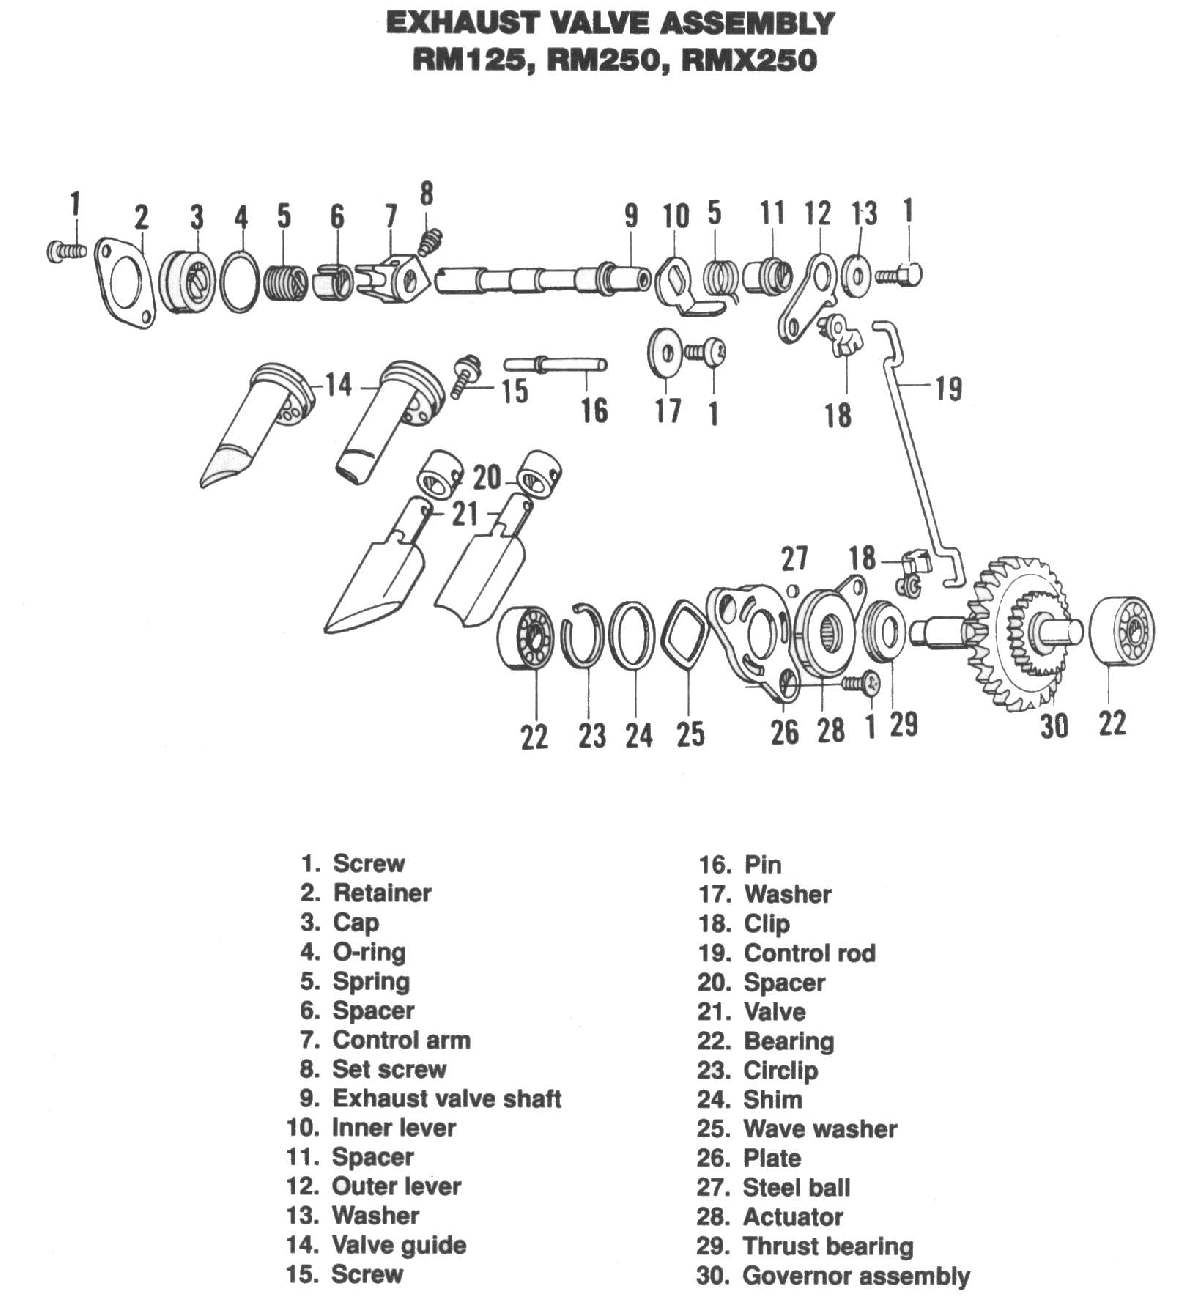 EXHAUST VALVE ASSEMBLY
RM125, RM250, RMX250
1 2 3 4 5 6 7 8 9 10 5 11 12 13 1
14 15 16 17 1 18 19
20
21
27 18
22 23 24 25 26 28 1 29 30 22
1. Screw
2. Retainer
3. Cap
4. O-ring
5. Spring
6. Spacer
7. Control arm
8. Set screw
9. Exhaust valve shaft
10. Inner lever
11. Spacer
12. Outer lever
13. Washer
14. Valve guide
15. Screw
16. Pin
17. Washer
18. Clip
19. Control rod
20. Spacer
21. Valve
22. Bearing
23. Circlip
24. Shim
25. Wave washer
26. Plate
27. Steel ball
28. Actuator
29. Thrust bearing
30. Governor assembly